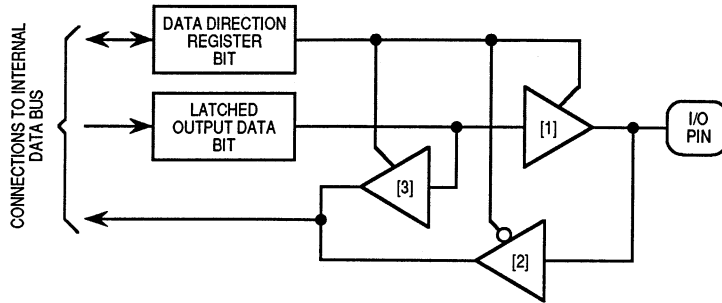 CONNECTIONS TO INTERNAL
DATA BUS
DATA DIRECTION
REGISTER
BIT
LATCHED
OUTPUT DATA
BIT
[1]
I/O
PIN
[3]
[2]